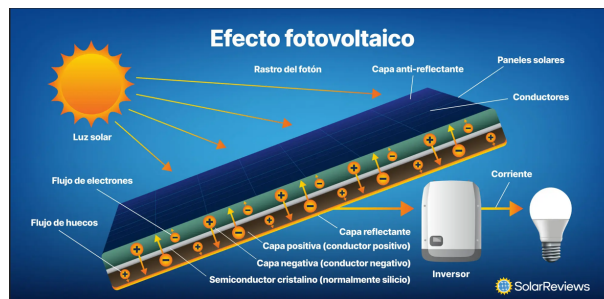 Efecto fotovoltaico
Rastro del fotón
Capa anti-reflectante
Paneles solares
Conductores
Luz solar
Flujo de electrones
Flujo de huecos
Corriente
Capa reflectante
Capa positiva (conductor positivo)
Capa negativa (conductor negativo)
Semiconductor cristalino (normalmente silicio)
Inversor
SolarReviews